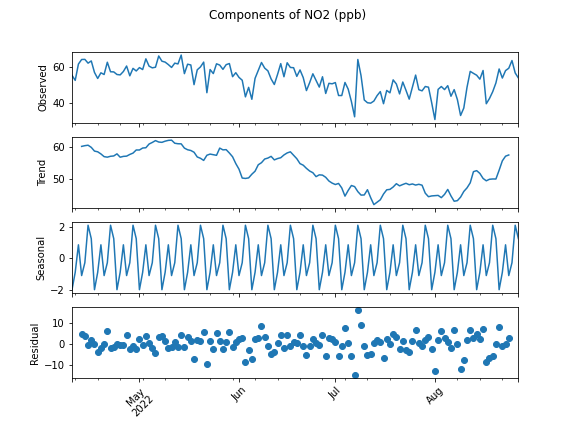 Components of NO2 (ppb)
60
40
Observed
60
50
Trend
2
0
−2
Seasonal
10
0
−10
Residual
May
2022
Jun
Jul
Aug